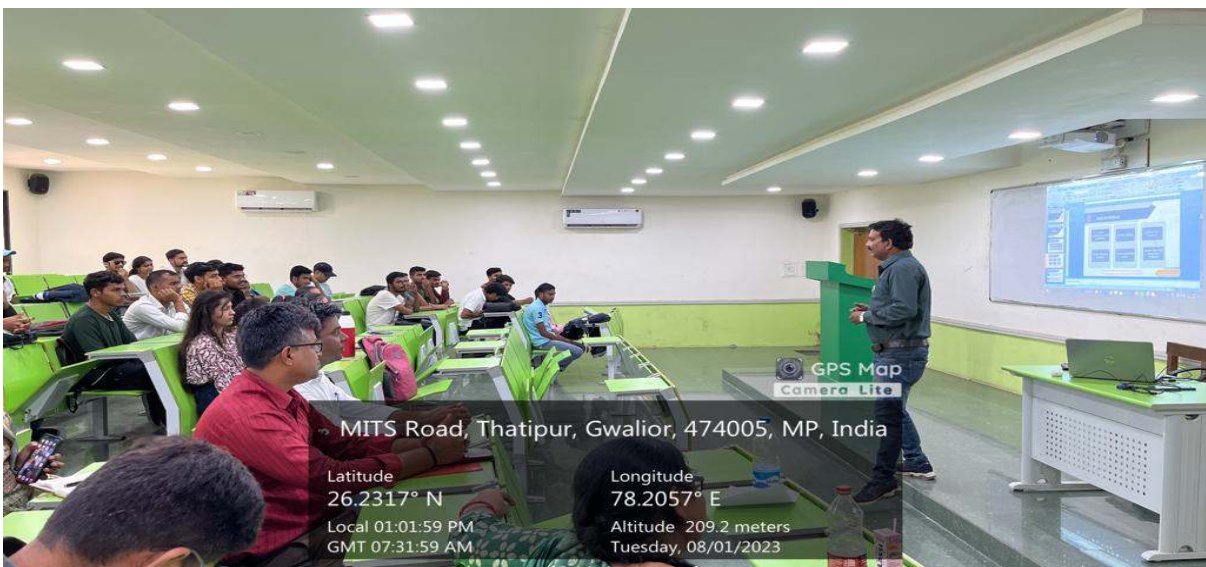 GPS Map
Camera Lite
MITS Road, Thatipur, Gwalior, 474005, MP, India
Latitude
26.2317° N
Longitude
78.2057° E
Local 01:01:59 PM
GMT 07:31:59 AM
Altitude 209.2 meters
Tuesday, 08/01/2023